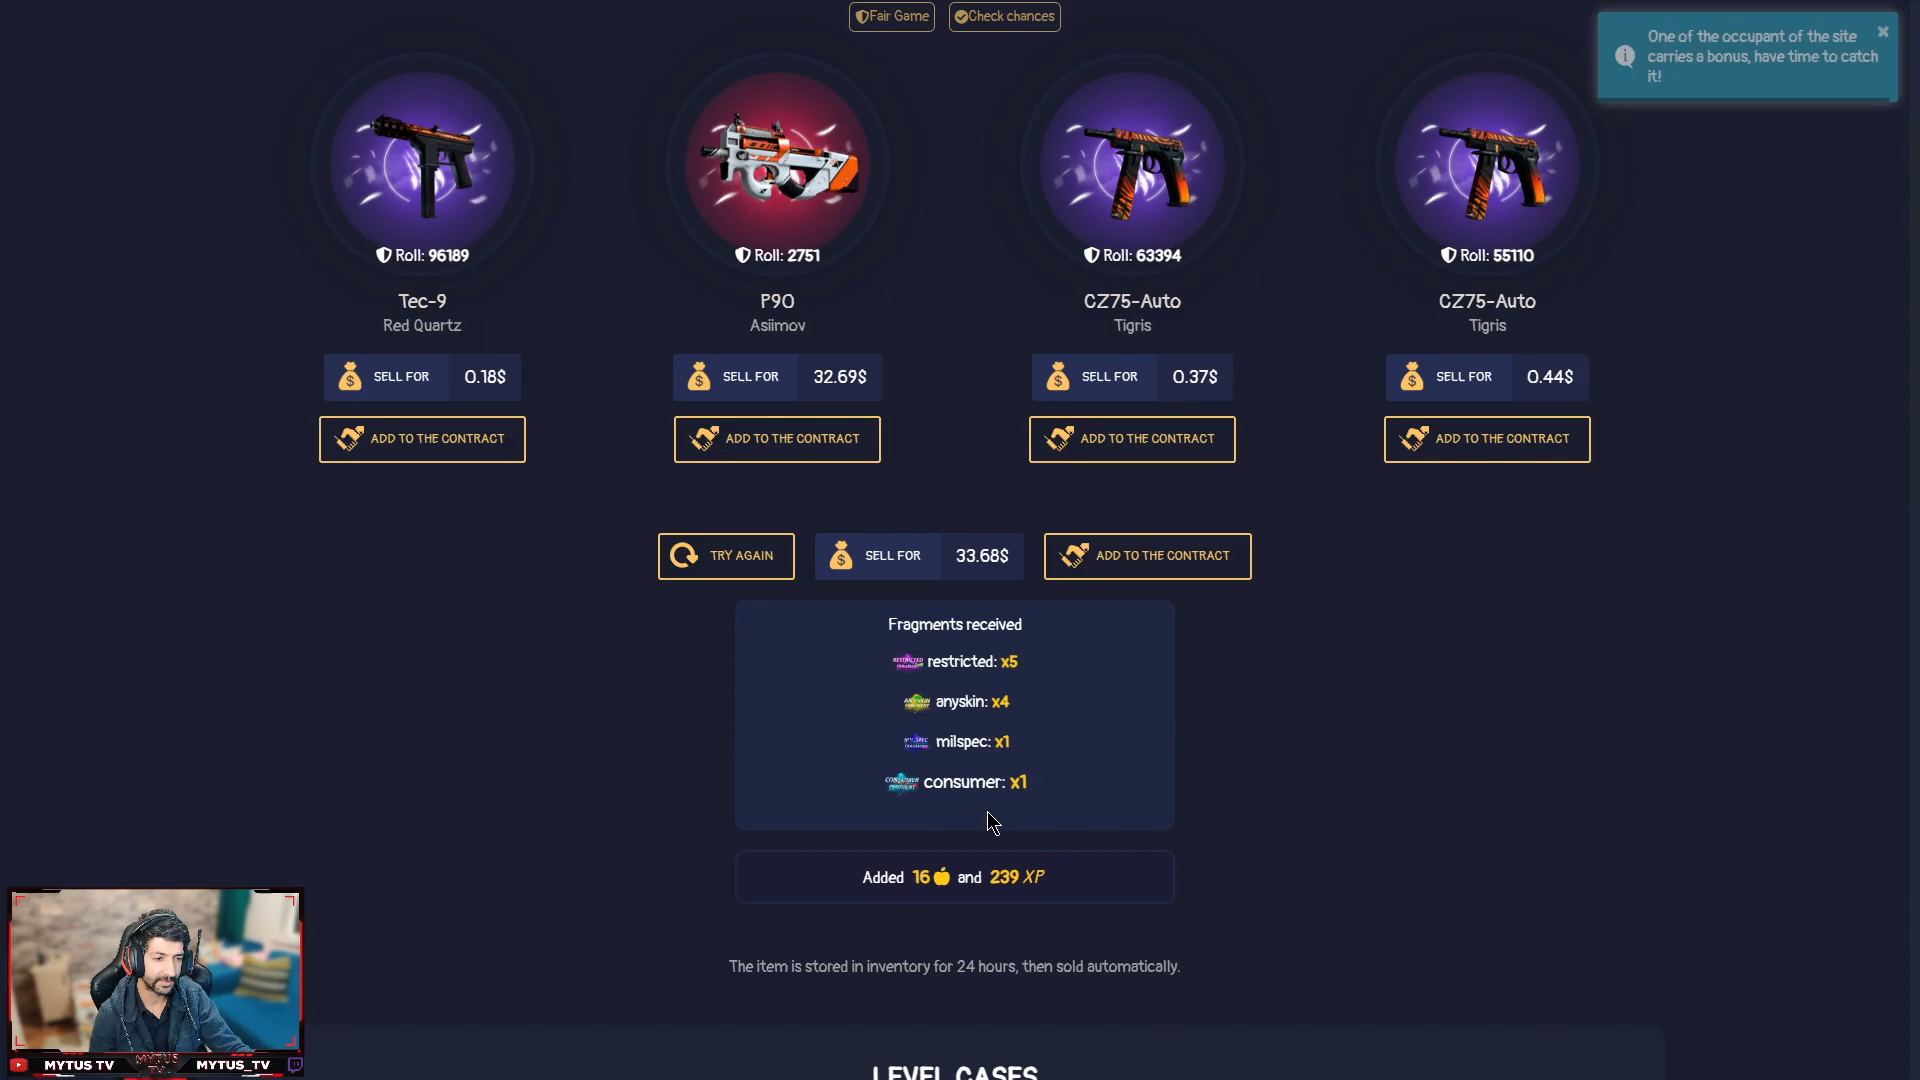 Fair Game
Check chances
One of the occupant of the site
carries a bonus, have time to catch
it!
Roll: 96189
Roll: 2751
Roll: 63394
Roll: 55110
Tec-9
P90
CZ75-Auto
CZ75-Auto
Red Quartz
Asiimov
Tigris
Tigris
SELL FOR 0.18$
SELL FOR 32.69$
SELL FOR 0.37$
SELL FOR 0.44$
ADD TO THE CONTRACT
ADD TO THE CONTRACT
ADD TO THE CONTRACT
ADD TO THE CONTRACT
TRY AGAIN
SELL FOR 33.68$
ADD TO THE CONTRACT
Fragments received
restricted: x5
anyskin: x4
milspec: x1
consumer: x1
Added 16 and 239 XP
The item is stored in inventory for 24 hours, then sold automatically.
MYTUS TV
MYTUS TV
MYTUS_TV
LEVEL CASES